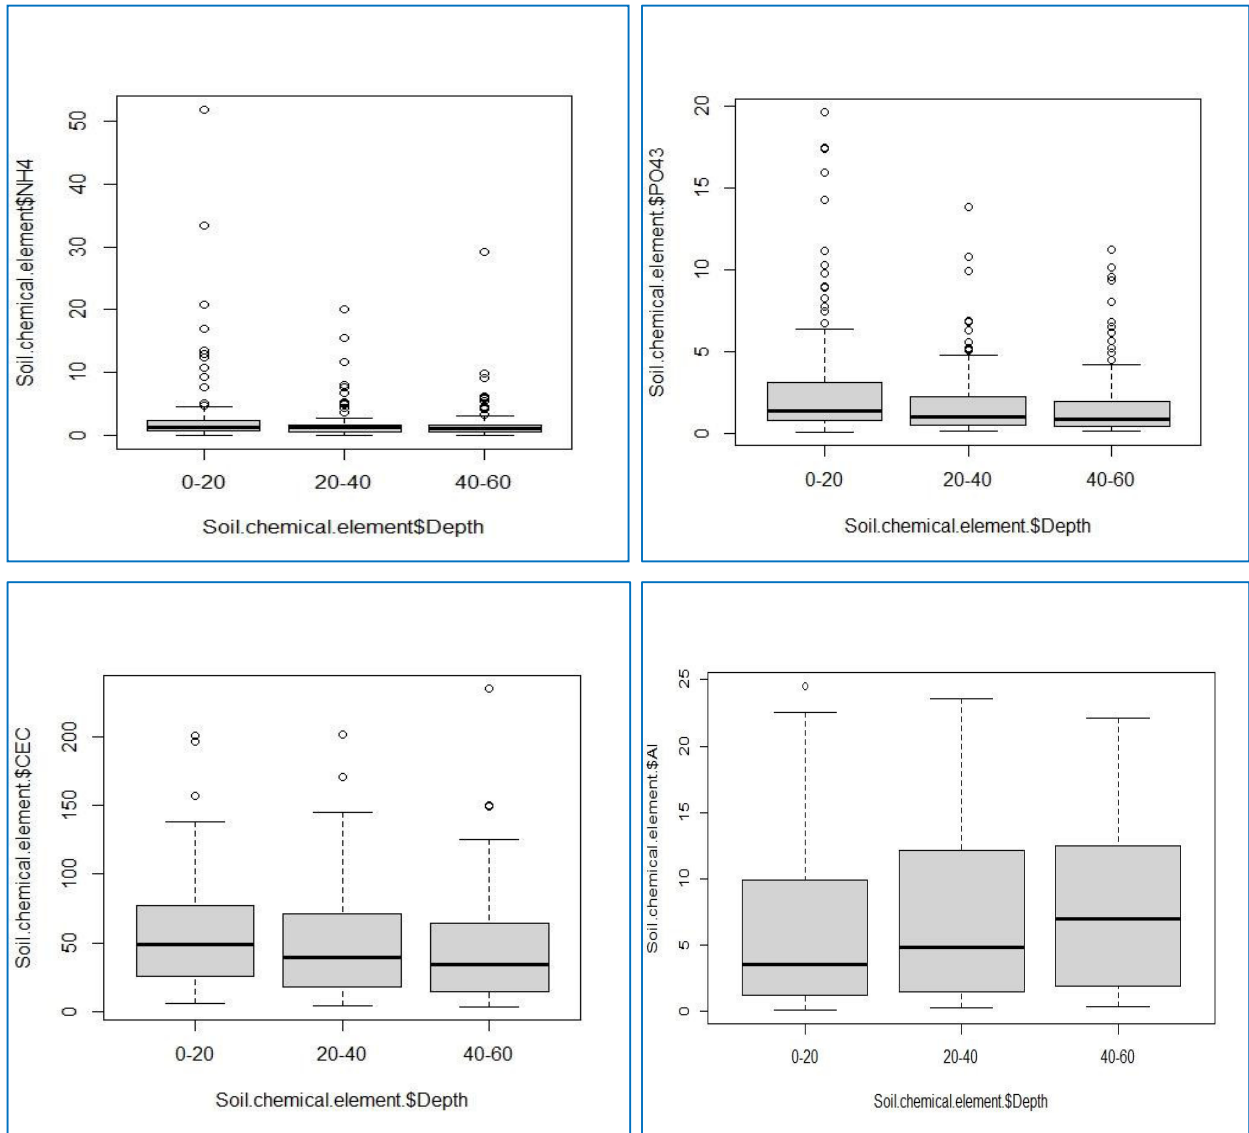 Soil.chemical.element$NH4
50
40
30
20
10
0
0-20 20-40 40-60
Soil.chemical.element$Depth
Soil.chemical.element.$PO43
20
15
10
5
0
0-20 20-40 40-60
Soil.chemical.element.$Depth
Soil.chemical.element.$CEC
200
150
100
50
0
0-20 20-40 40-60
Soil.chemical.element.$Depth
Soil.chemical.element.$Al
25
20
15
10
5
0
0-20 20-40 40-60
Soil.chemical.element.$Depth